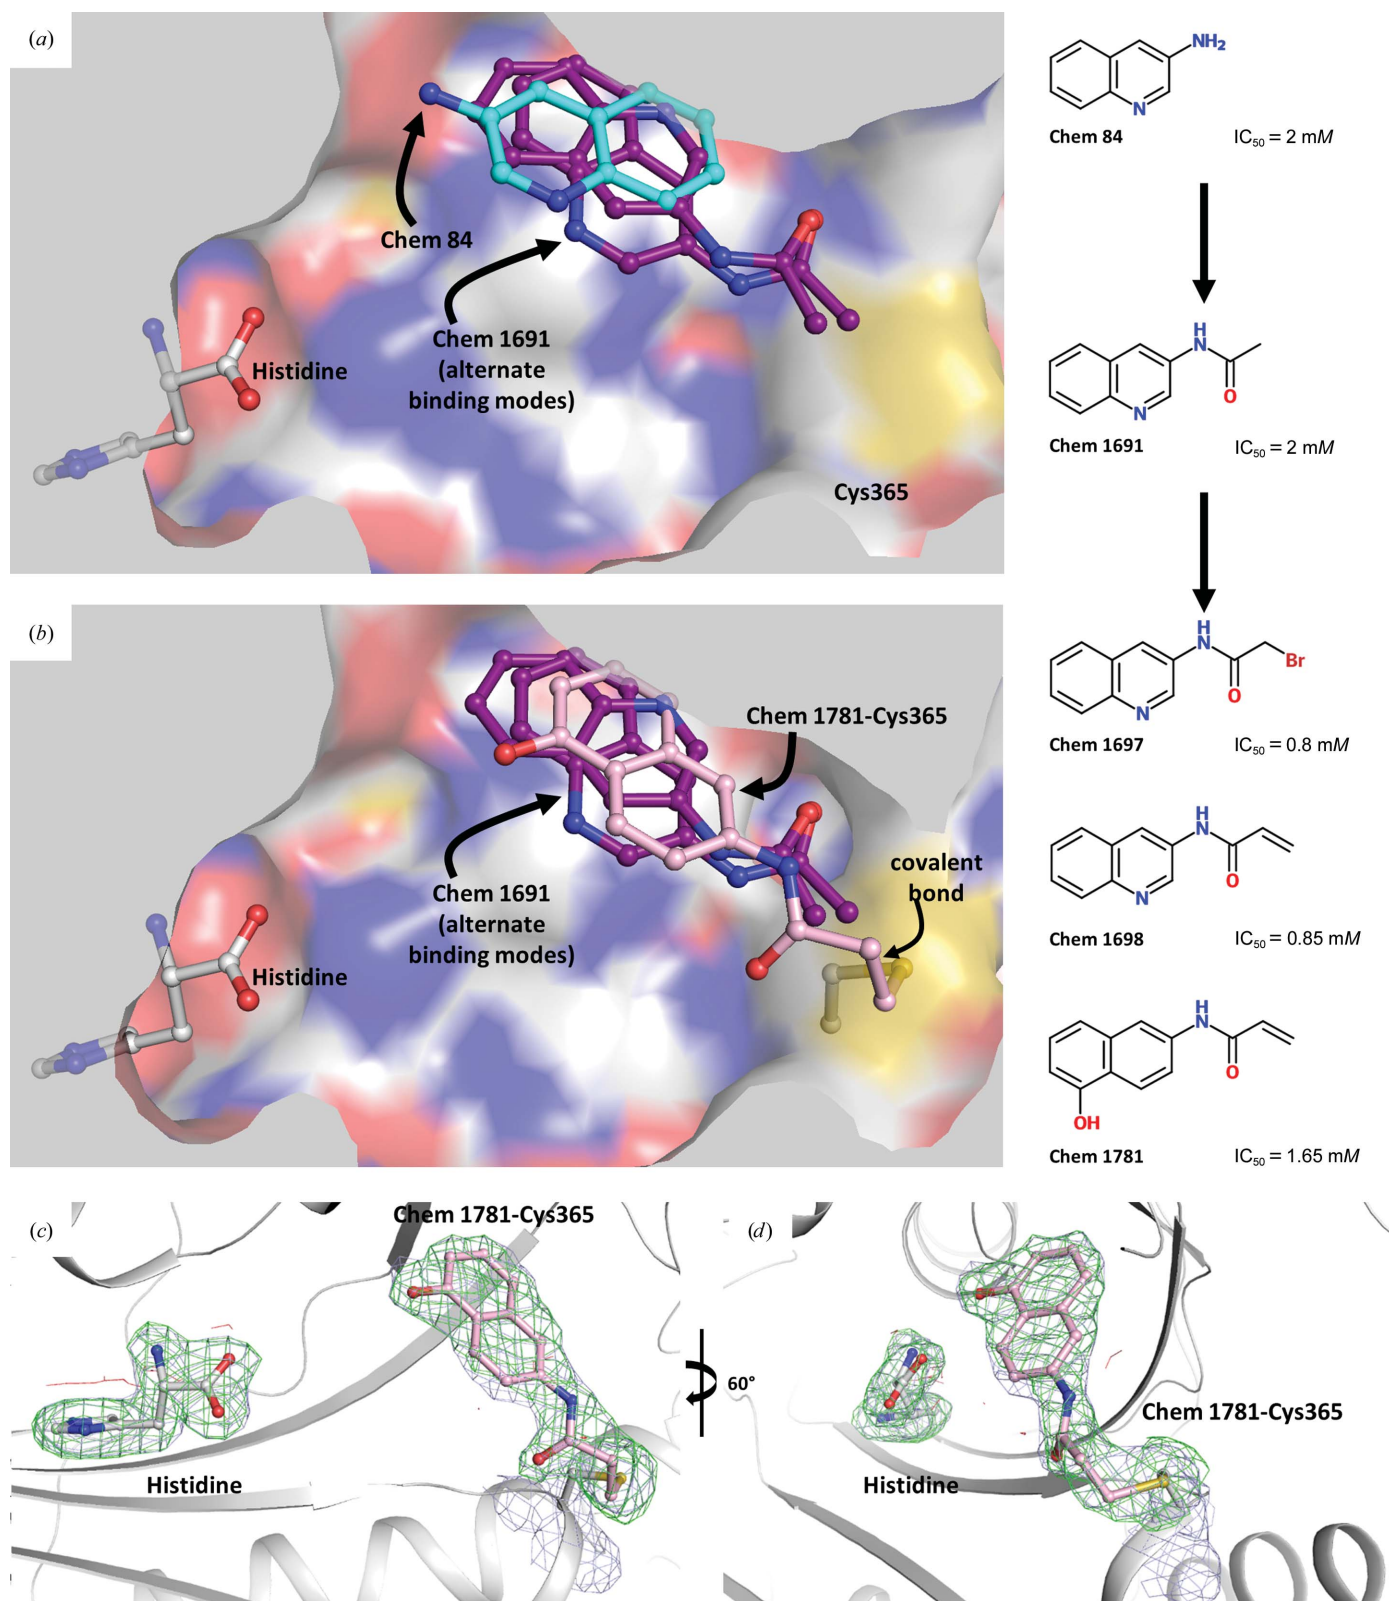 (a)
Chem 84
Chem 1691
(alternate
binding modes)
Histidine
Cys365
NH₂
N
Chem 84 IC₅₀ = 2 mM
H
N
O
N
Chem 1691 IC₅₀ = 2 mM
(b)
Chem 1781-Cys365
covalent
bond
Chem 1691
(alternate
binding modes)
Histidine
H
N
Br
O
N
Chem 1697 IC₅₀ = 0.8 mM
H
N
O
N
Chem 1698 IC₅₀ = 0.85 mM
H
N
O
OH
Chem 1781 IC₅₀ = 1.65 mM
(c)
Chem 1781-Cys365
Histidine
60°
(d)
Chem 1781-Cys365
Histidine